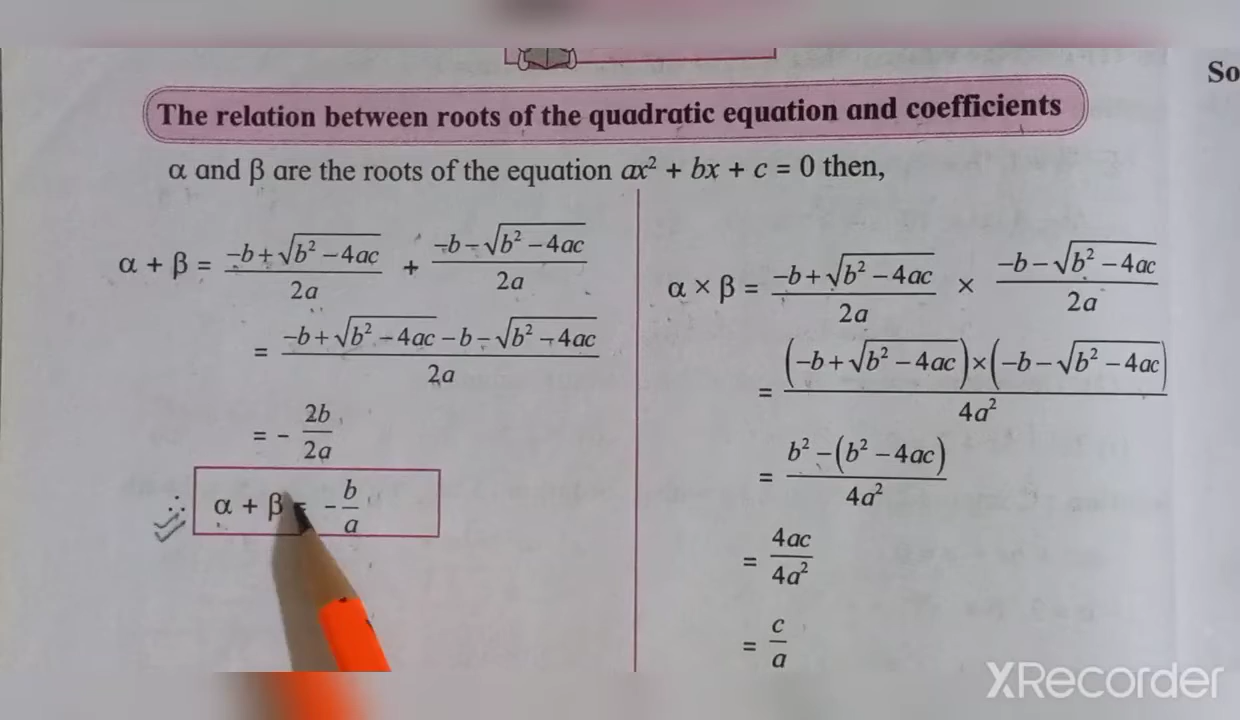 So
The relation between roots of the quadratic equation and coefficients
α and β are the roots of the equation ax² + bx + c = 0 then,
α + β = (-b + √(b² - 4ac))/2a + (-b - √(b² - 4ac))/2a
= (-b + √(b² - 4ac) - b - √(b² - 4ac))/2a
= - 2b/2a
∴ α + β = - b/a
α × β = (-b + √(b² - 4ac))/2a × (-b - √(b² - 4ac))/2a
= ((-b + √(b² - 4ac)) × (-b - √(b² - 4ac)))/4a²
= (b² - (b² - 4ac))/4a²
= 4ac/4a²
= c/a
XRecorder